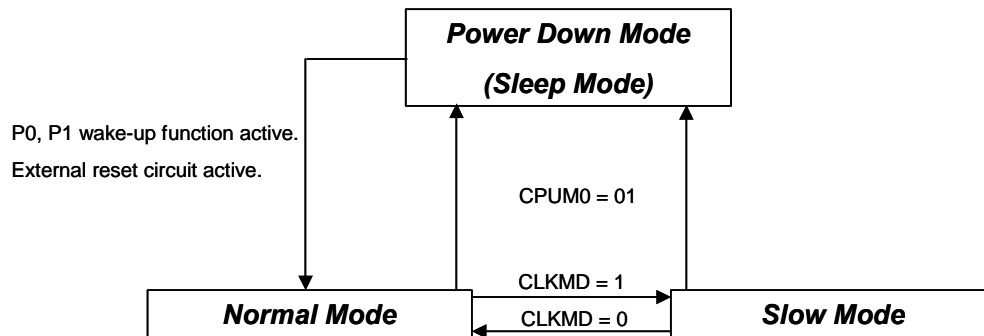 Power Down Mode
(Sleep Mode)
P0, P1 wake-up function active.
External reset circuit active.
CPUM0 = 01
CLKMD = 1
Normal Mode
CLKMD = 0
Slow Mode